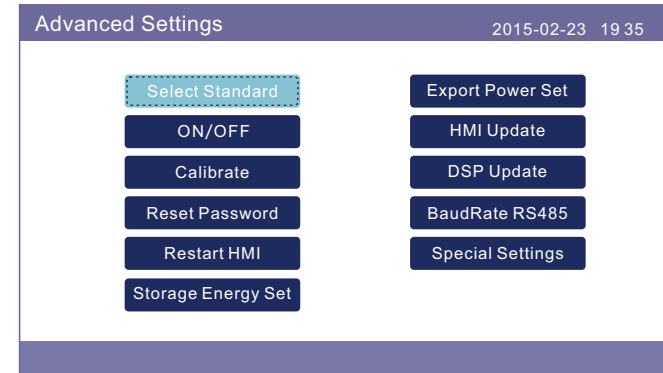 Advanced Settings
2015-02-23 19 35
Select Standard
Export Power Set
ON/OFF
HMI Update
Calibrate
DSP Update
Reset Password
BaudRate RS485
Restart HMI
Special Settings
Storage Energy Set